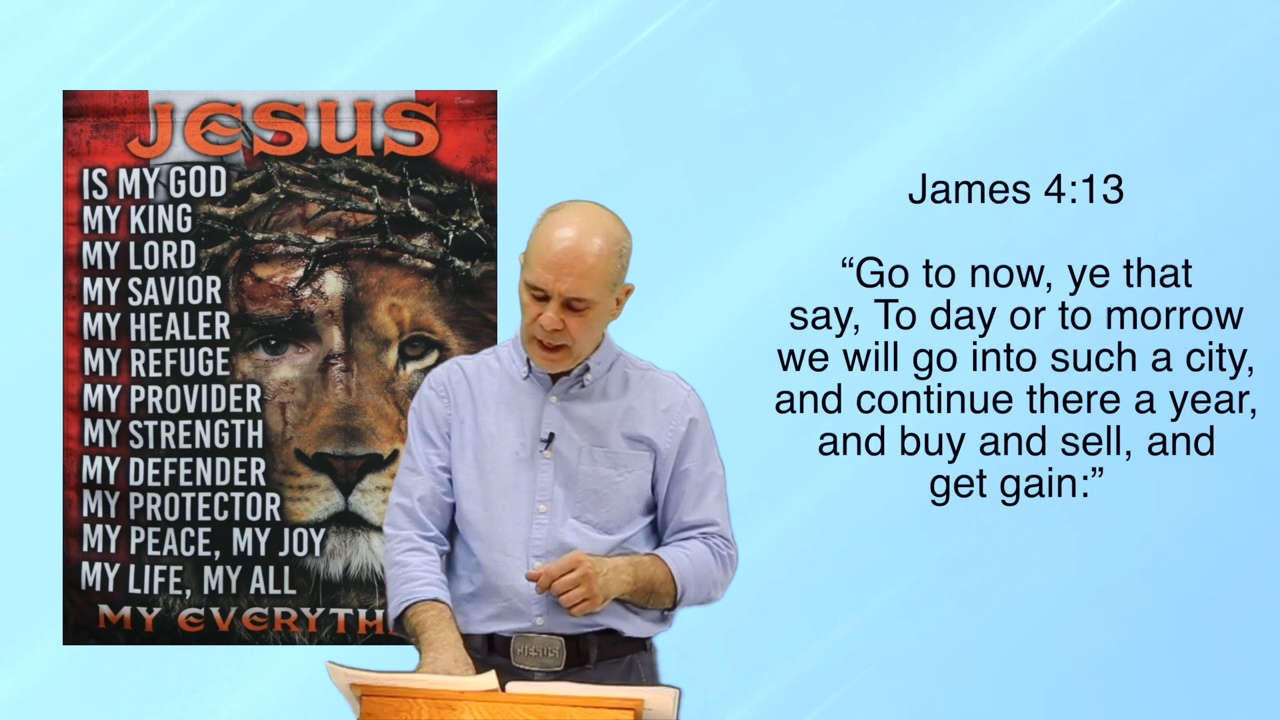 JESUS
IS MY GOD
MY KING
MY LORD
MY SAVIOR
MY HEALER
MY REFUGE
MY PROVIDER
MY STRENGTH
MY DEFENDER
MY PROTECTOR
MY PEACE, MY JOY
MY LIFE, MY ALL
MY EVERYTH
JESUS
James 4:13
“Go to now, ye that
say, To day or to morrow
we will go into such a city,
and continue there a year,
and buy and sell, and
get gain:”